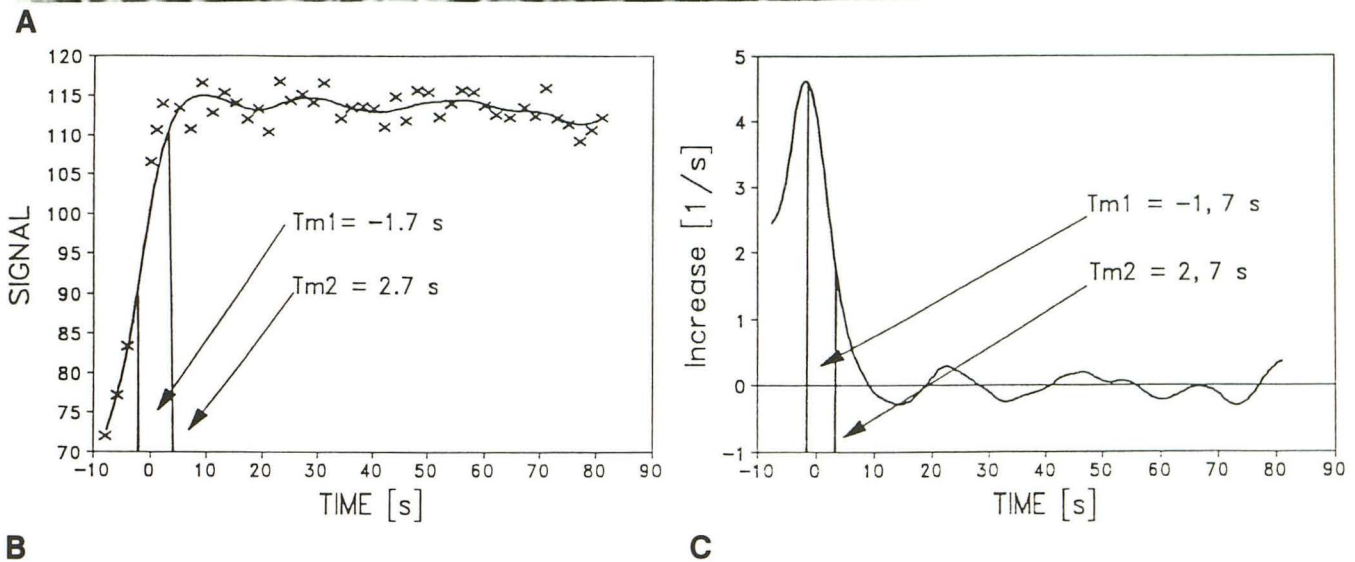 A
120
115
110
105
100
95
90
85
80
75
70
SIGNAL
-10 0 10 20 30 40 50 60 70 80 90
TIME [s]
Tm1= -1.7 s
Tm2 = 2.7 s
B
5
4
3
2
1
0
-1
Increase [1/s]
-10 0 10 20 30 40 50 60 70 80 90
TIME [s]
Tm1 = -1,7 s
Tm2 = 2,7 s
C